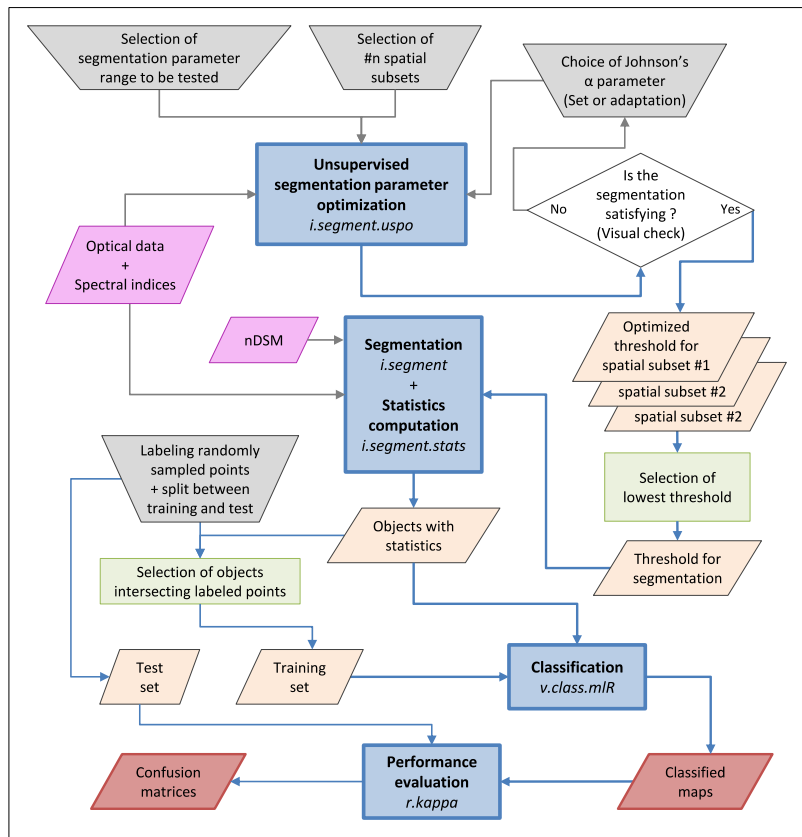 Selection of
segmentation parameter
range to be tested
Selection of
#n spatial
subsets
Choice of Johnson's
α parameter
(Set or adaptation)
Unsupervised
segmentation parameter
optimization
i.segment.uspo
Is the
segmentation
satisfying ?
(Visual check)
No
Yes
Optical data
+
Spectral indices
nDSM
Segmentation
i.segment
+
Statistics
computation
i.segment.stats
Optimized
threshold for
spatial subset #1
spatial subset #2
spatial subset #2
Labeling randomly
sampled points
+ split between
training and test
Selection of
lowest threshold
Objects with
statistics
Threshold for
segmentation
Selection of objects
intersecting labeled points
Test
set
Training
set
Classification
v.class.mlR
Confusion
matrices
Performance
evaluation
r.kappa
Classified
maps